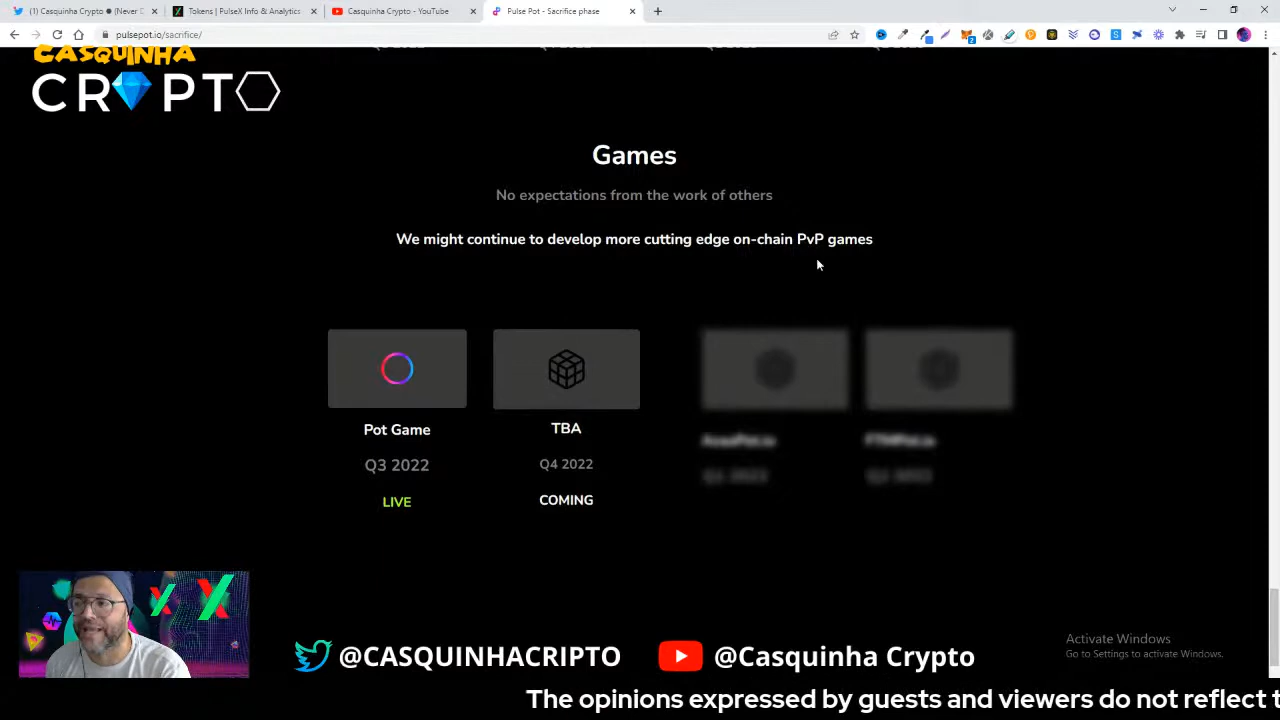 (1) Casquinha Crypto
Tokens | PulseX Info & Analytics
Casquinha Crypto - YouTube
Pulse Pot - Sacrifice phase
pulsepot.io/sacrifice/
CASQUINHA
CRYPTO
Games
No expectations from the work of others
We might continue to develop more cutting edge on-chain PvP games
Pot Game
TBA
Q3 2022
Q4 2022
LIVE
COMING
Activate Windows
Go to Settings to activate Windows.
@CASQUINHACRIPTO
@Casquinha Crypto
The opinions expressed by guests and viewers do not reflect